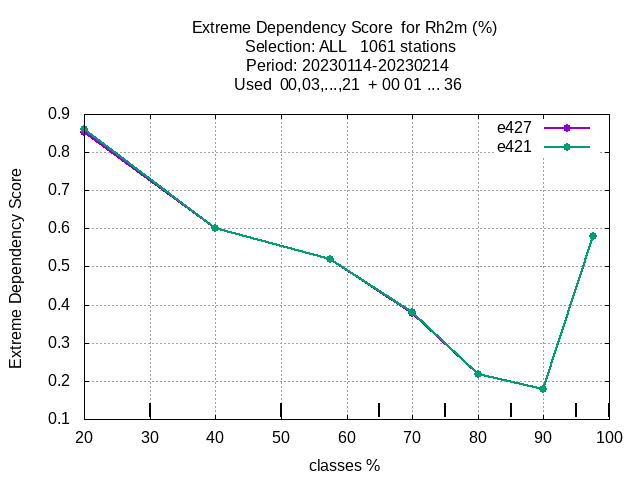 Extreme Dependency Score  for Rh2m (%)
Selection: ALL   1061 stations
Period: 20230114-20230214
Used  00,03,...,21  + 00 01 ... 36
e427
e421
Extreme Dependency Score
0.9
0.8
0.7
0.6
0.5
0.4
0.3
0.2
0.1
20 30 40 50 60 70 80 90 100
classes %